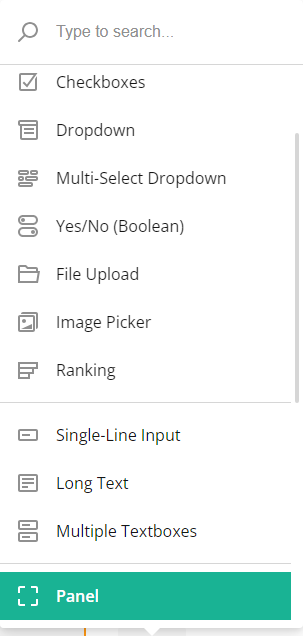 Type to search...
Checkboxes
Dropdown
Multi-Select Dropdown
Yes/No (Boolean)
File Upload
Image Picker
Ranking
Single-Line Input
Long Text
Multiple Textboxes
Panel